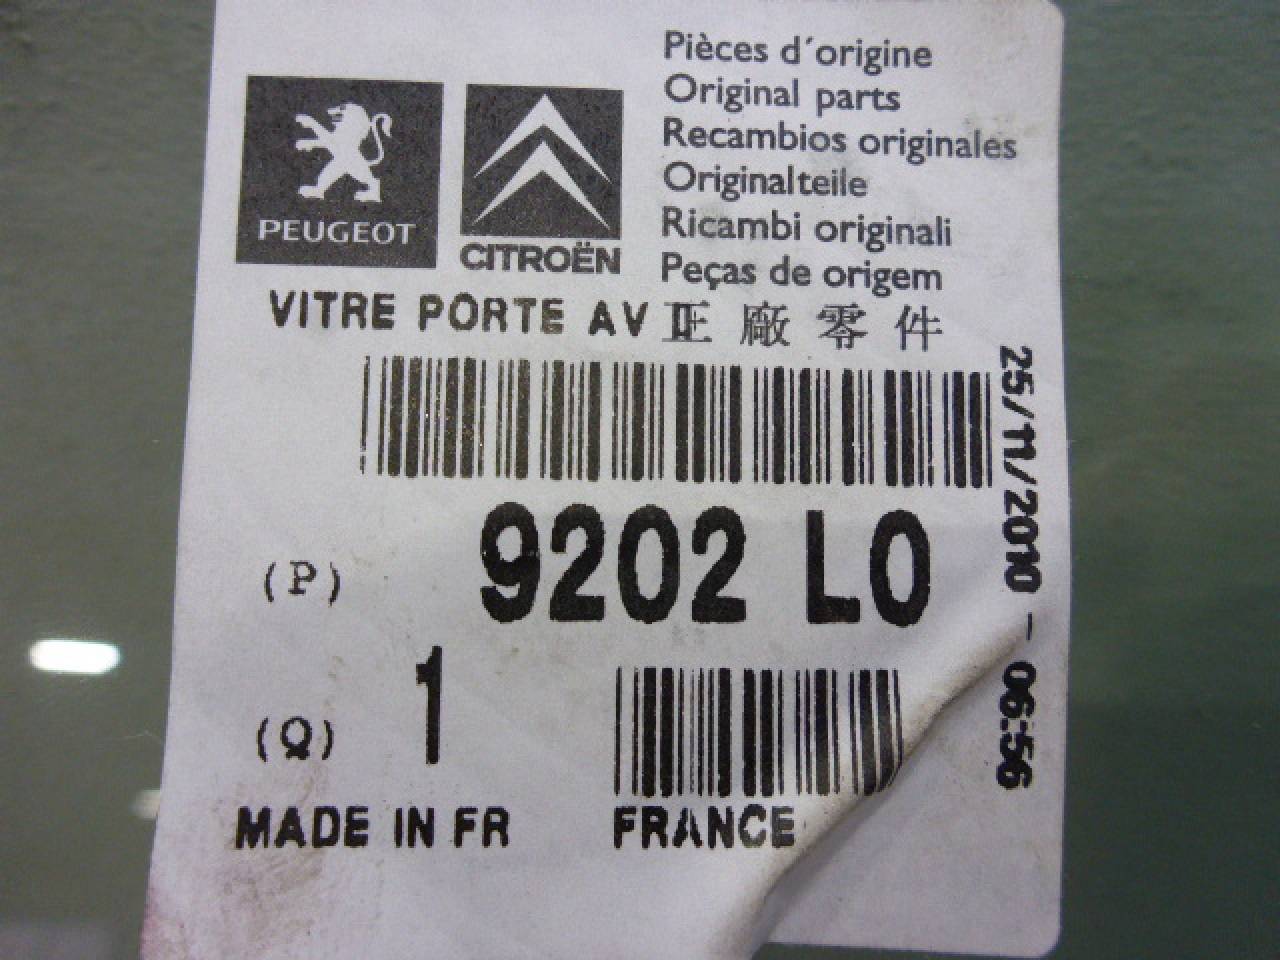 Pièces d´origine
Original parts
Recambios originales
Originalteile
Ricambi originali
Peças de origem
PEUGEOT
CITROËN
VITRE PORTE AV D
正 廠 零 件
(P) 9202 L0
(Q) 1
MADE IN FR FRANCE
25/11/2010 - 06:56